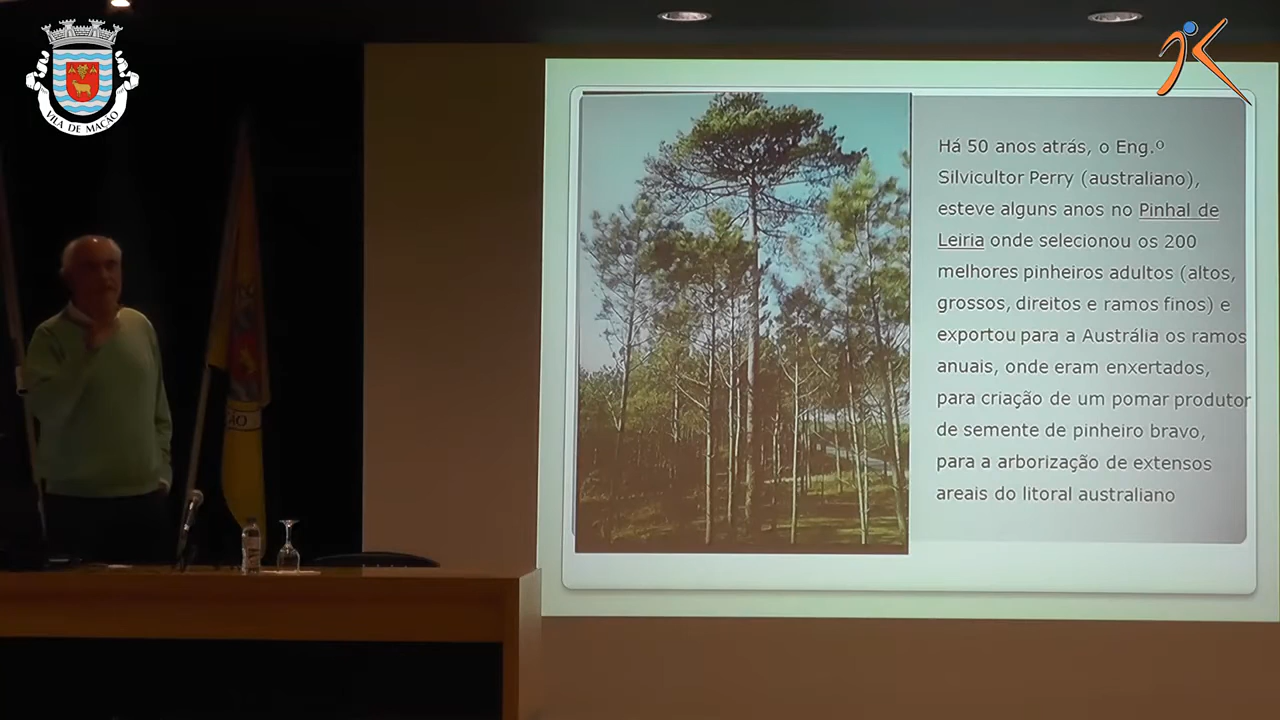 VILA DE MAÇÃO
Há 50 anos atrás, o Eng.º
Silvicultor Perry (australiano),
esteve alguns anos no Pinhal de
Leiria onde selecionou os 200
melhores pinheiros adultos (altos,
grossos, direitos e ramos finos) e
exportou para a Austrália os ramos
anuais, onde eram enxertados,
para criação de um pomar produtor
de semente de pinheiro bravo,
para a arborização de extensos
areais do litoral australiano
ÃO